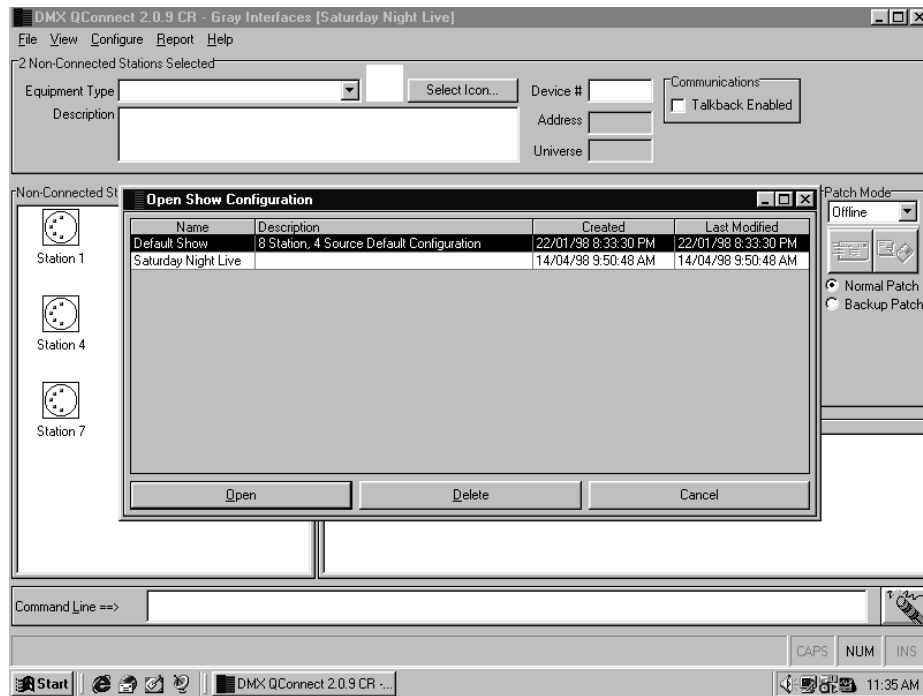 DMX QConnect 2.0.9 CR - Gray Interfaces [Saturday Night Live]
File View Configure Report Help
2 Non-Connected Stations Selected
Equipment Type
Select Icon...
Device #
Communications
Talkback Enabled
Description
Address
Universe
Non-Connected St
Open Show Configuration
Patch Mode
Offline
Name Description Created Last Modified
Default Show 8 Station, 4 Source Default Configuration 22/01/98 8:33:30 PM 22/01/98 8:33:30 PM
Saturday Night Live 14/04/98 9:50:48 AM 14/04/98 9:50:48 AM
Station 1
Normal Patch
Backup Patch
Station 4
Station 7
Open Delete Cancel
Command Line ==>
CAPS NUM INS
Start DMX QConnect 2.0.9 CR -... 11:35 AM